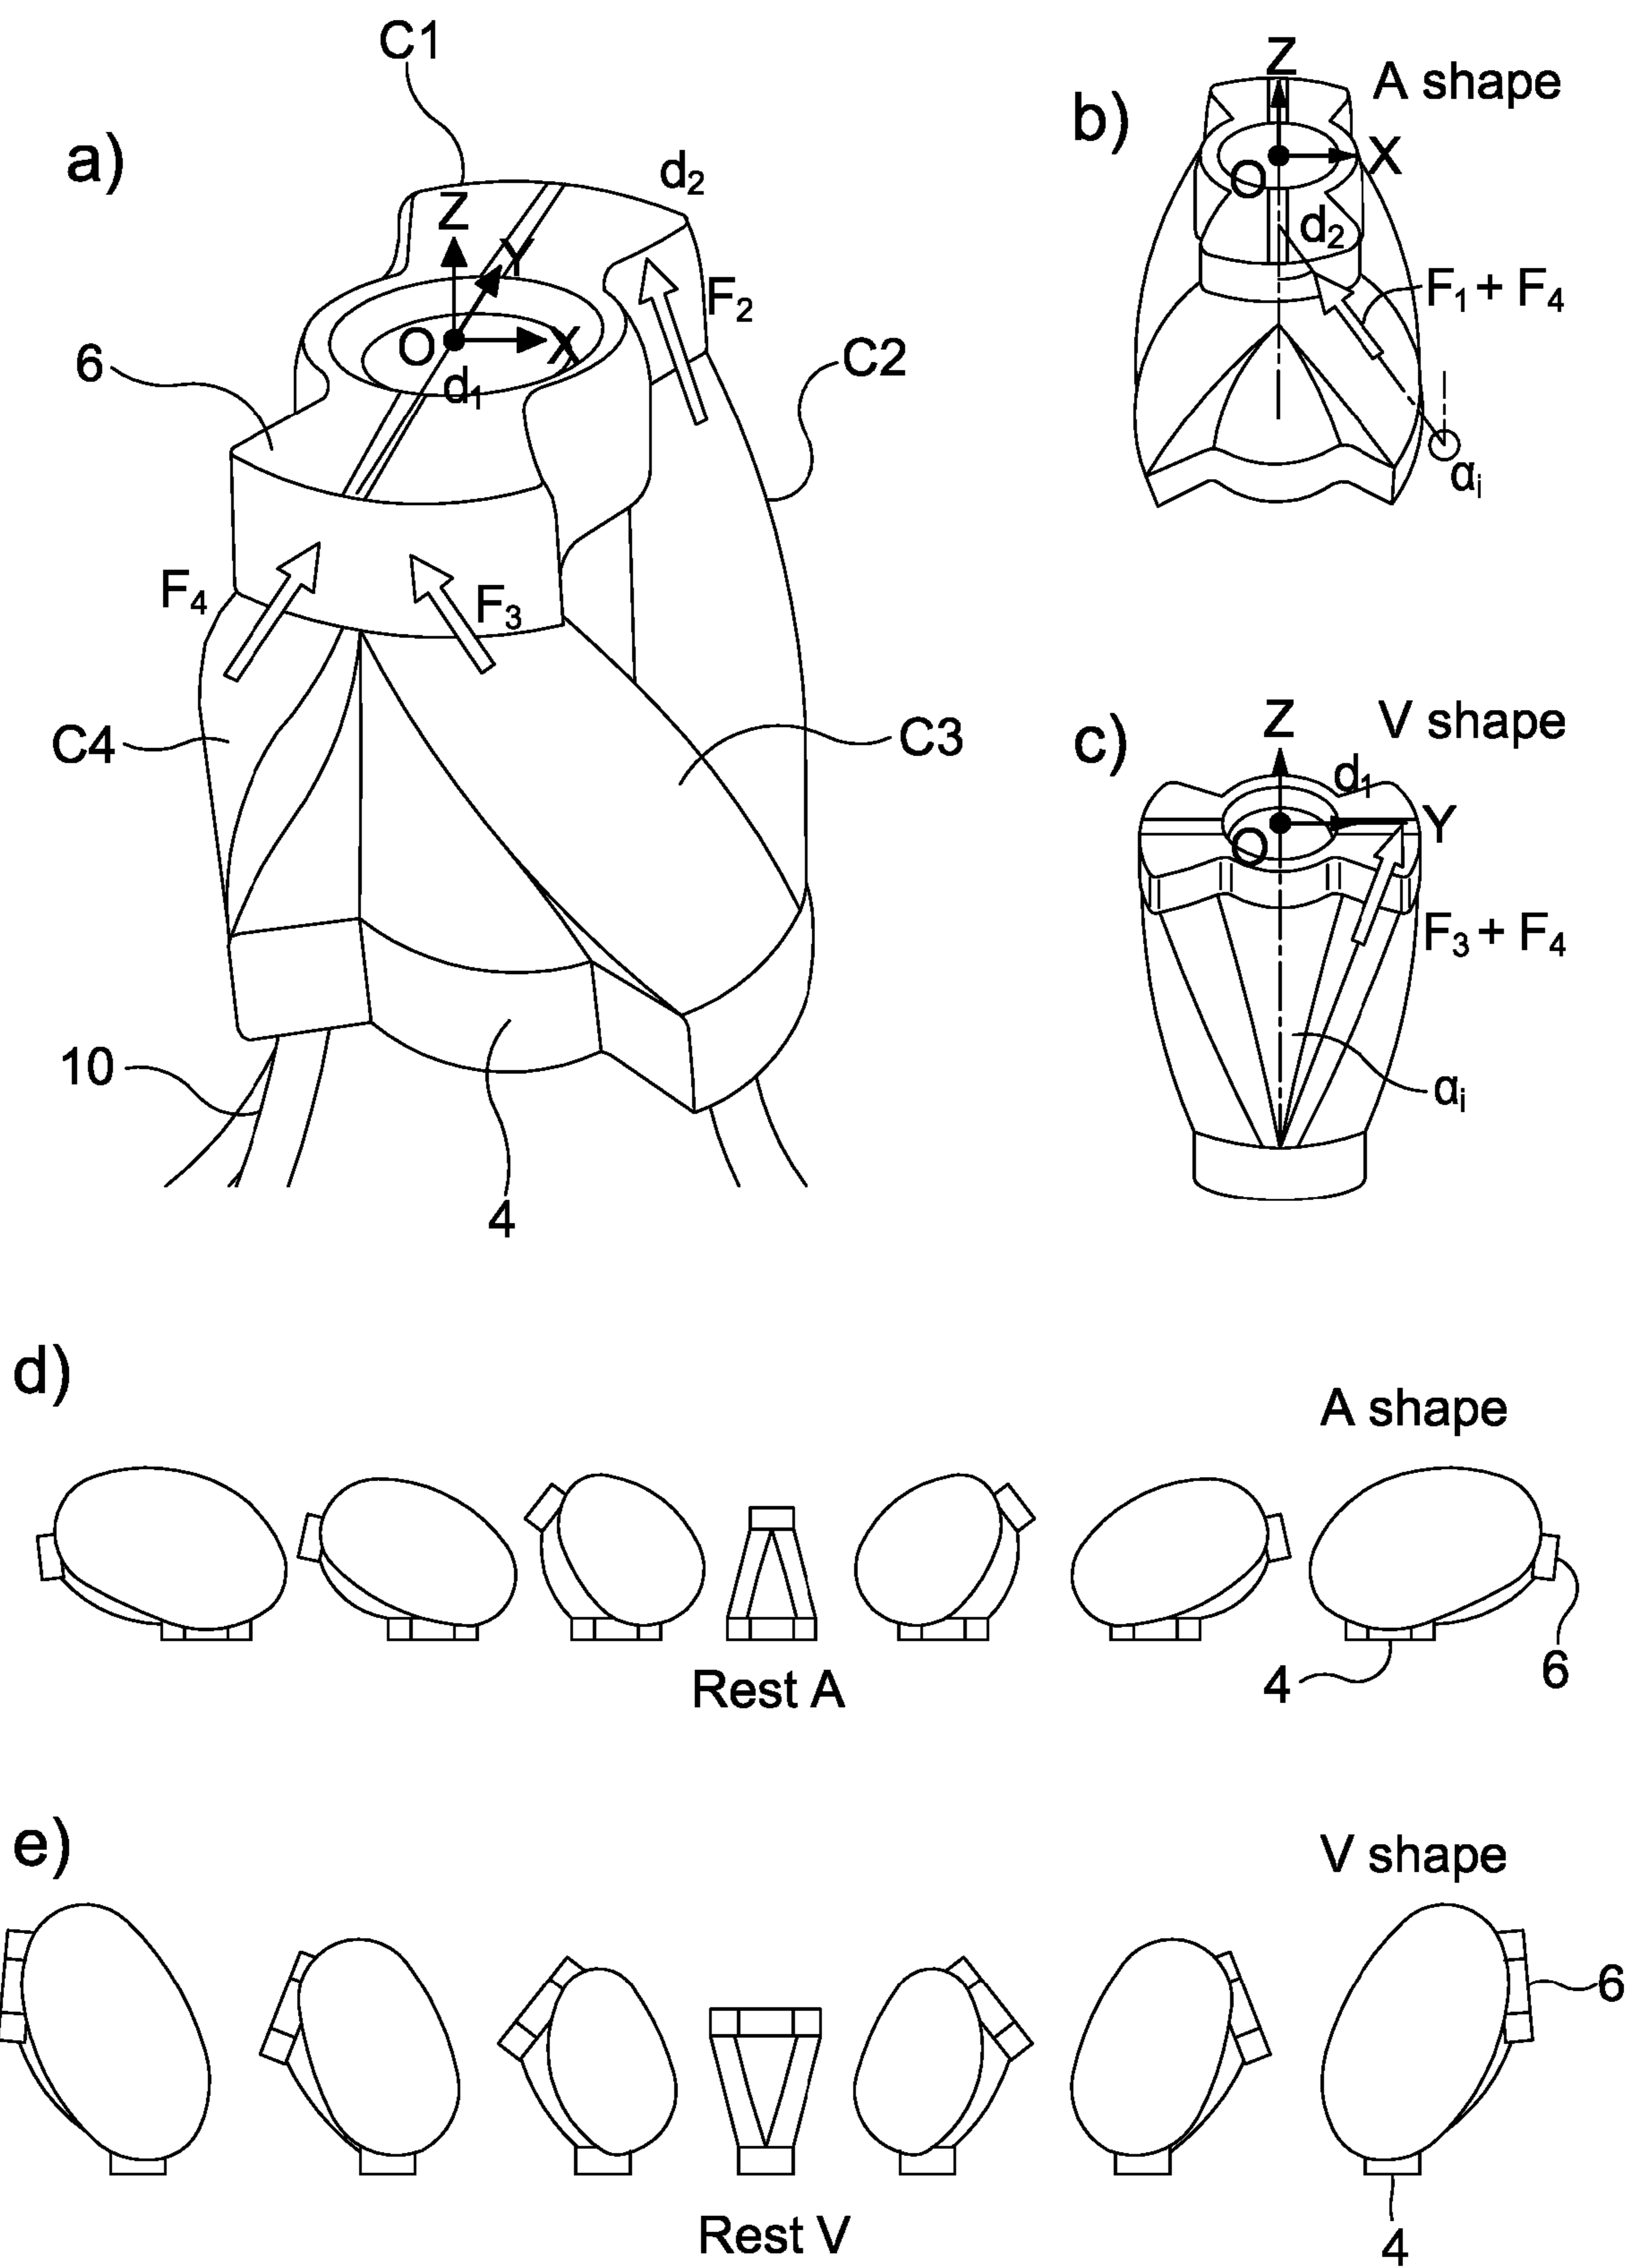 a)
C1
d2
Z
Y
F2
O
X
6
d1
C2
F4
F3
C4
C3
10
4
b)
Z
A shape
X
O
d2
F1 + F4
αi
c)
Z
V shape
d1
Y
O
F3 + F4
αi
d)
A shape
Rest A
4
6
e)
V shape
6
Rest V
4